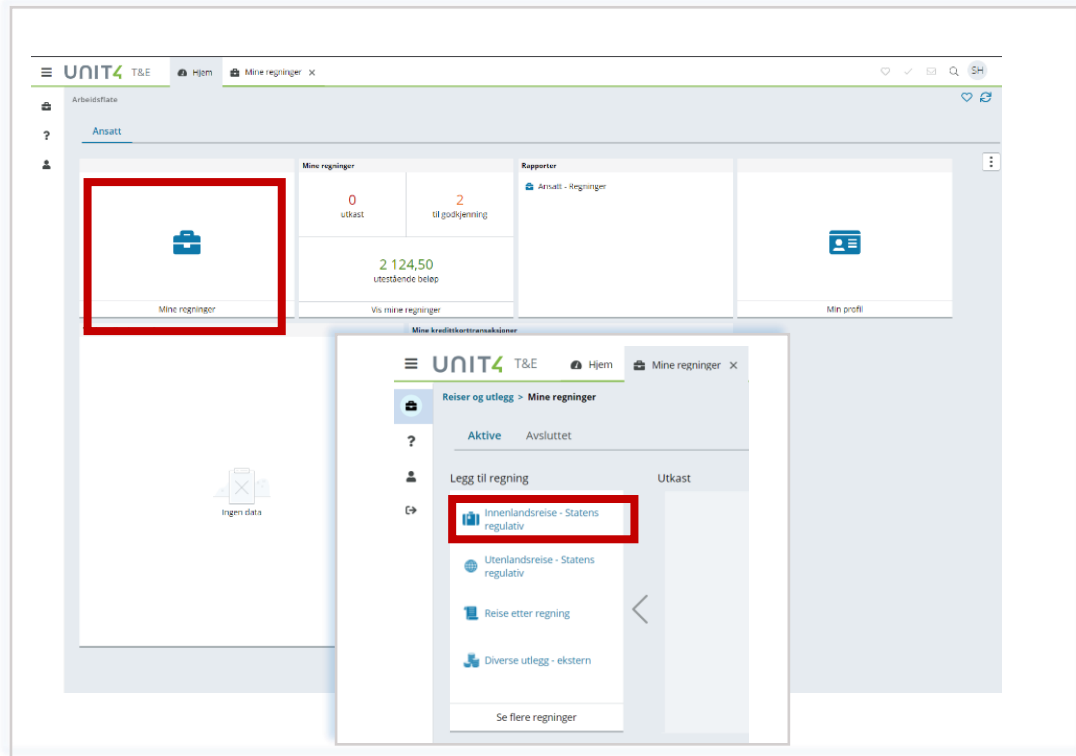 UNIT4 T&E Hjem Mine regninger SH
Arbeidsflate
Ansatt
Mine regninger
0
utkast
2
til godkjenning
2 124,50
utestående beløp
Vis mine regninger
Rapporter
Ansatt - Regninger
Mine regninger
Min profil
Mine kredittkorttransaksjoner
Ingen data
UNIT4 T&E Hjem Mine regninger
Reiser og utlegg > Mine regninger
Aktive Avsluttet
Legg til regning
Utkast
Innenlandsreise - Statens
regulativ
Utenlandsreise - Statens
regulativ
Reise etter regning
Diverse utlegg - ekstern
Se flere regninger